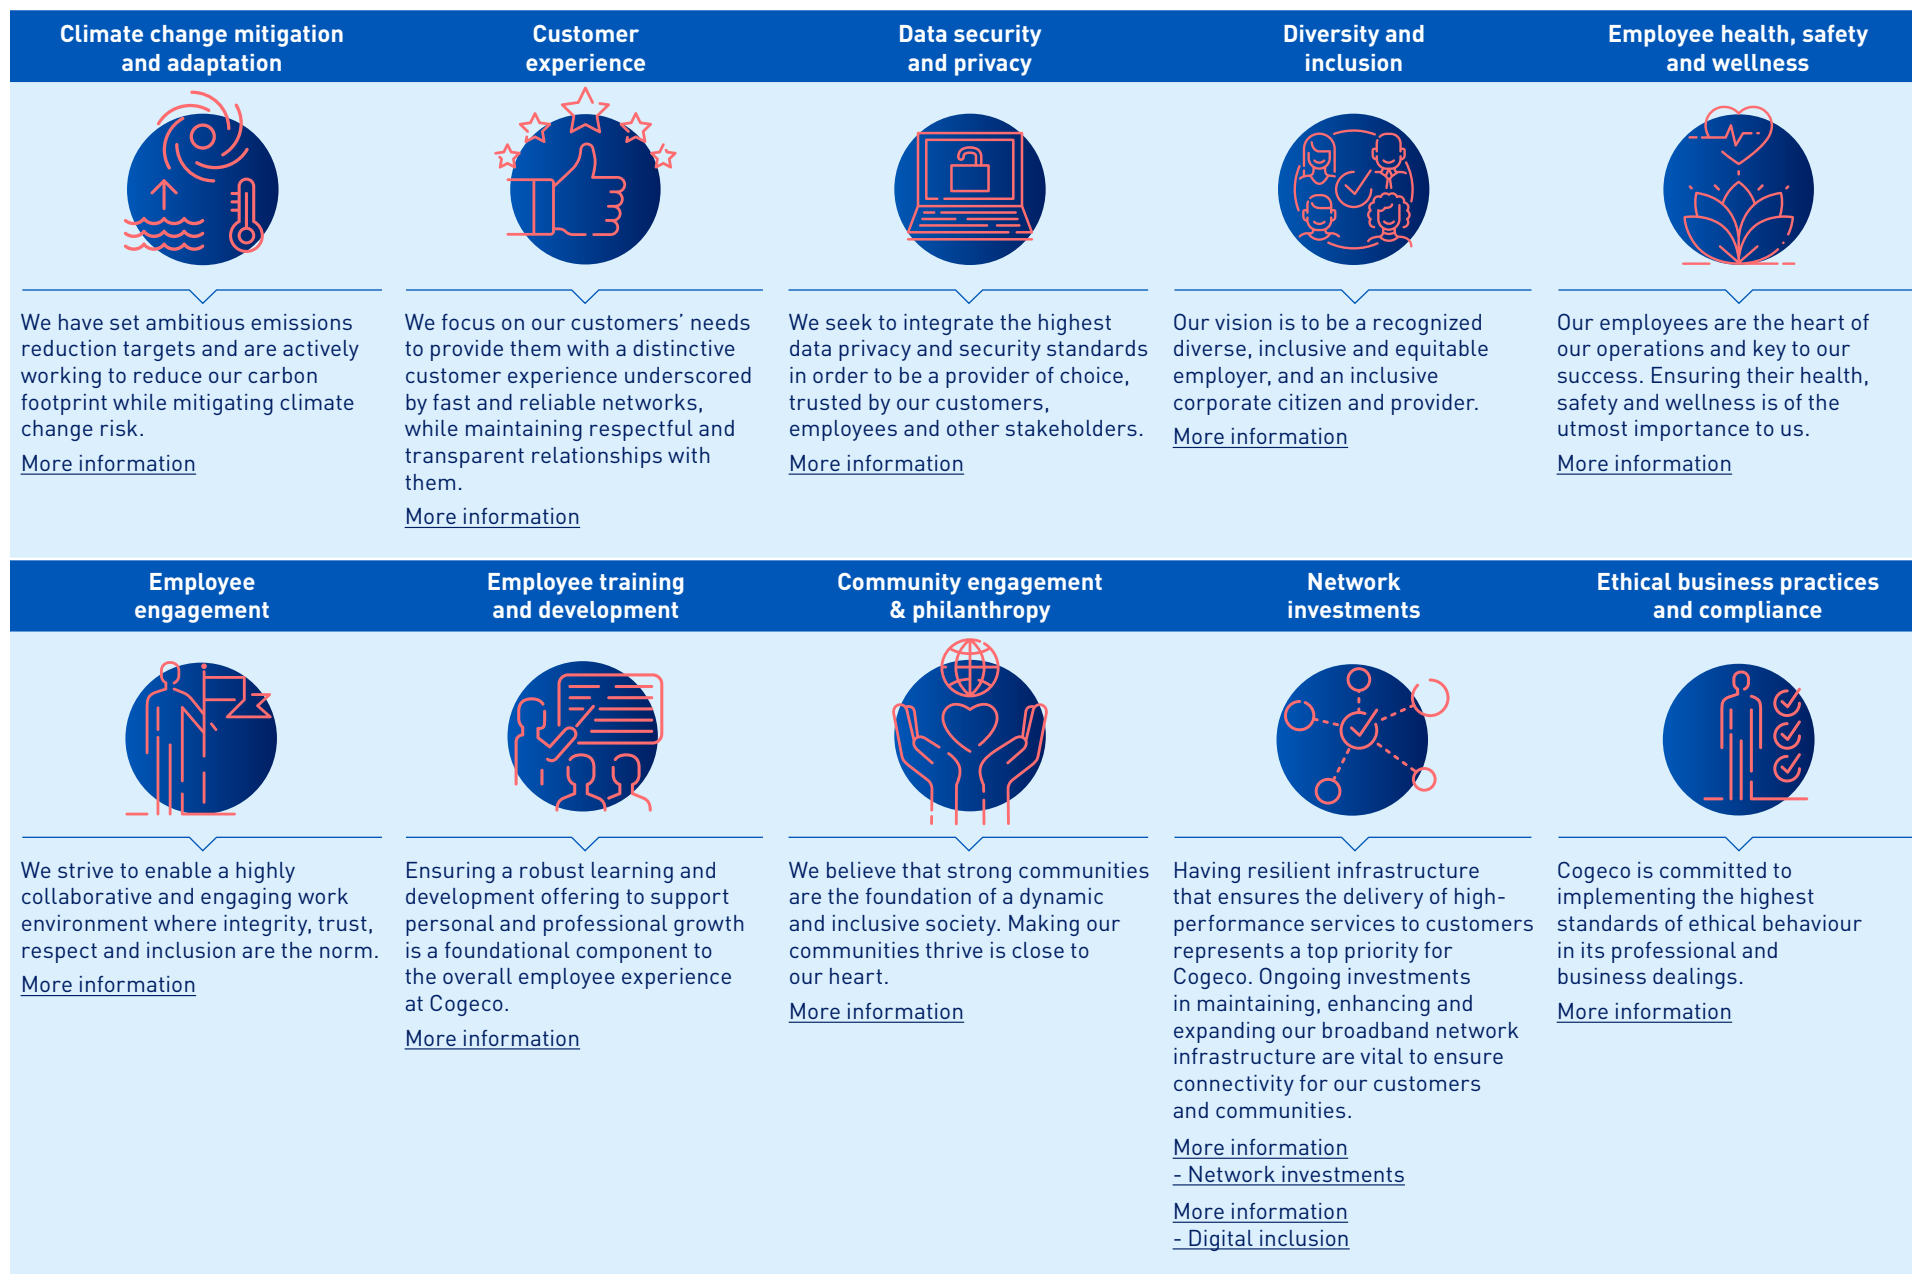 Climate change mitigation
and adaptation
We have set ambitious emissions
reduction targets and are actively
working to reduce our carbon
footprint while mitigating climate
change risk.
More information
Customer
experience
We focus on our customers’ needs
to provide them with a distinctive
customer experience underscored
by fast and reliable networks,
while maintaining respectful and
transparent relationships with
them.
More information
Data security
and privacy
We seek to integrate the highest
data privacy and security standards
in order to be a provider of choice,
trusted by our customers,
employees and other stakeholders.
More information
Diversity and
inclusion
Our vision is to be a recognized
diverse, inclusive and equitable
employer, and an inclusive
corporate citizen and provider.
More information
Employee health, safety
and wellness
Our employees are the heart of
our operations and key to our
success. Ensuring their health,
safety and wellness is of the
utmost importance to us.
More information
Employee
engagement
We strive to enable a highly
collaborative and engaging work
environment where integrity, trust,
respect and inclusion are the norm.
More information
Employee training
and development
Ensuring a robust learning and
development offering to support
personal and professional growth
is a foundational component to
the overall employee experience
at Cogeco.
More information
Community engagement
& philanthropy
We believe that strong communities
are the foundation of a dynamic
and inclusive society. Making our
communities thrive is close to
our heart.
More information
Network
investments
Having resilient infrastructure
that ensures the delivery of high-
performance services to customers
represents a top priority for
Cogeco. Ongoing investments
in maintaining, enhancing and
expanding our broadband network
infrastructure are vital to ensure
connectivity for our customers
and communities.
More information
- Network investments
More information
- Digital inclusion
Ethical business practices
and compliance
Cogeco is committed to
implementing the highest
standards of ethical behaviour
in its professional and
business dealings.
More information